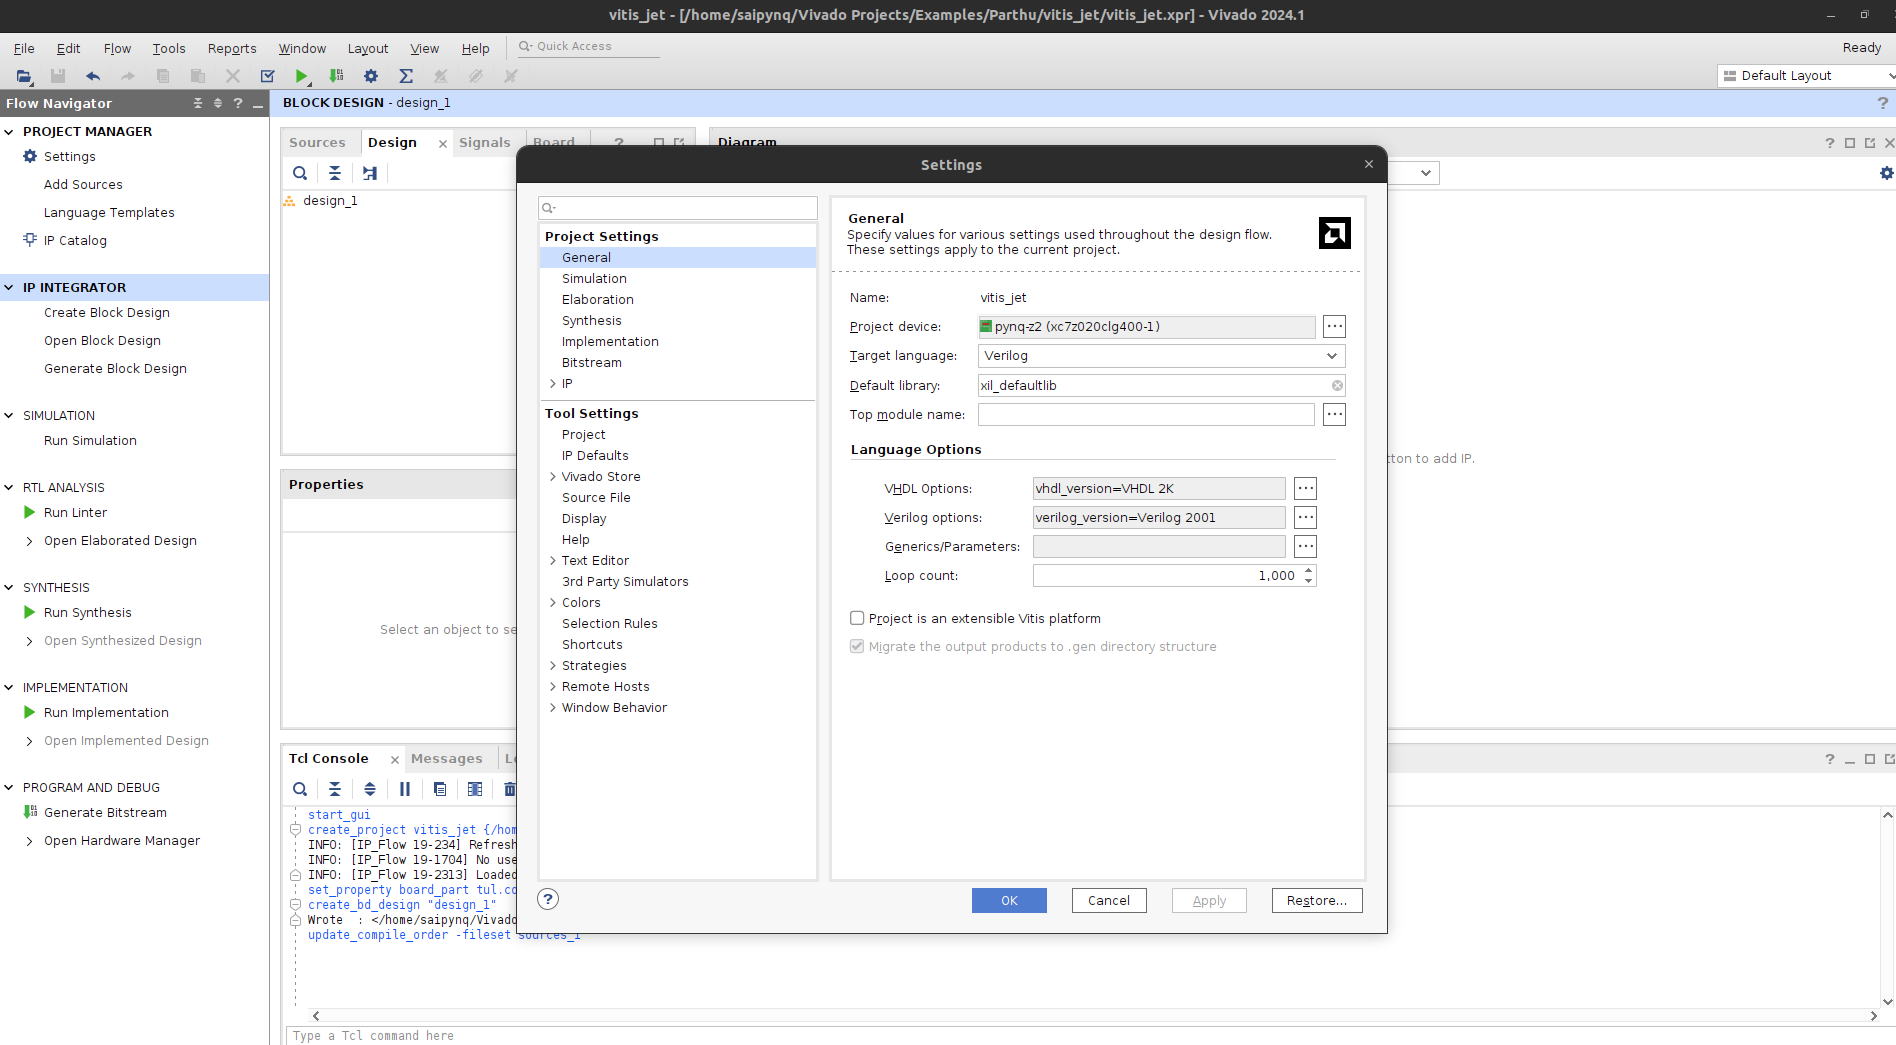 vitis_jet - [/home/saipynq/Vivado Projects/Examples/Parthu/vitis_jet/vitis_jet.xpr] - Vivado 2024.1
File Edit Flow Tools Reports Window Layout View Help Quick Access Ready
Default Layout
Flow Navigator
PROJECT MANAGER
Settings
Add Sources
Language Templates
IP Catalog
IP INTEGRATOR
Create Block Design
Open Block Design
Generate Block Design
SIMULATION
Run Simulation
RTL ANALYSIS
Run Linter
Open Elaborated Design
SYNTHESIS
Run Synthesis
Open Synthesized Design
IMPLEMENTATION
Run Implementation
Open Implemented Design
PROGRAM AND DEBUG
Generate Bitstream
Open Hardware Manager
BLOCK DESIGN - design_1
Sources Design Signals Board
design_1
Properties
Select an object to se
Diagram
tton to add IP.
Settings
Project Settings
General
Simulation
Elaboration
Synthesis
Implementation
Bitstream
IP
Tool Settings
Project
IP Defaults
Vivado Store
Source File
Display
Help
Text Editor
3rd Party Simulators
Colors
Selection Rules
Shortcuts
Strategies
Remote Hosts
Window Behavior
General
Specify values for various settings used throughout the design flow.
These settings apply to the current project.
Name: vitis_jet
Project device: pynq-z2 (xc7z020clg400-1)
Target language: Verilog
Default library: xil_defaultlib
Top module name:
Language Options
VHDL Options: vhdl_version=VHDL 2K
Verilog options: verilog_version=Verilog 2001
Generics/Parameters:
Loop count: 1,000
Project is an extensible Vitis platform
Migrate the output products to .gen directory structure
OK Cancel Apply Restore...
Tcl Console Messages Lo
start_gui
create_project vitis_jet {/hom
INFO: [IP_Flow 19-234] Refresh
INFO: [IP_Flow 19-1704] No use
INFO: [IP_Flow 19-2313] Loaded
set_property board_part tul.co
create_bd_design "design_1"
Wrote : </home/saipynq/Vivado
update_compile_order -fileset sources_1
Type a Tcl command here